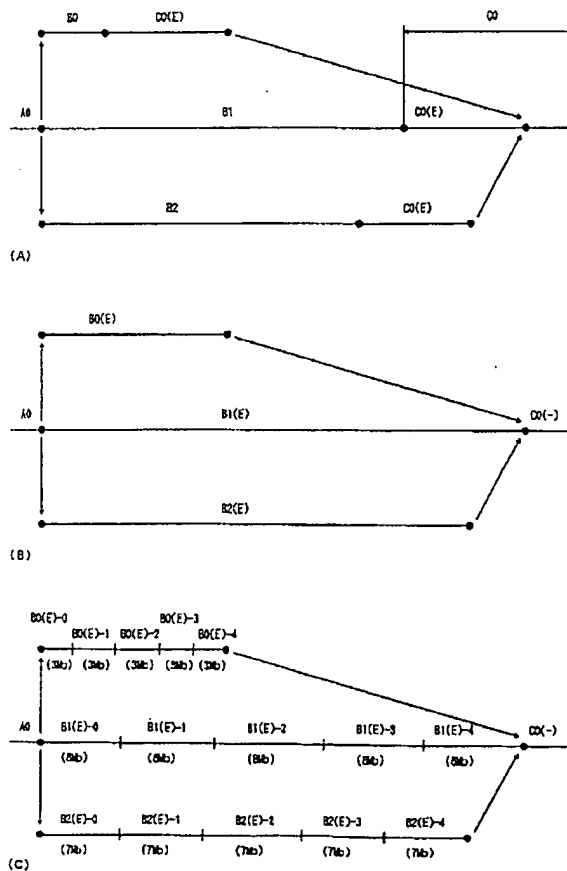 B0 C0(E) C0
A0 B1 C0(E)
B2 C0(E)
(A)
B0(E)
A0 B1(E) C0(-)
B2(E)
(B)
B0(E)-0 B0(E)-3
B0(E)-1 B0(E)-2 B0(E)-4
(3Mb) (3Mb) (3Mb) (3Mb) (3Mb)
A0 B1(E)-0 B1(E)-1 B1(E)-2 B1(E)-3 B1(E)-4 C0(-)
(8Mb) (8Mb) (8Mb) (8Mb) (8Mb)
B2(E)-0 B2(E)-1 B2(E)-2 B2(E)-3 B2(E)-4
(7Mb) (7Mb) (7Mb) (7Mb) (7Mb)
(C)